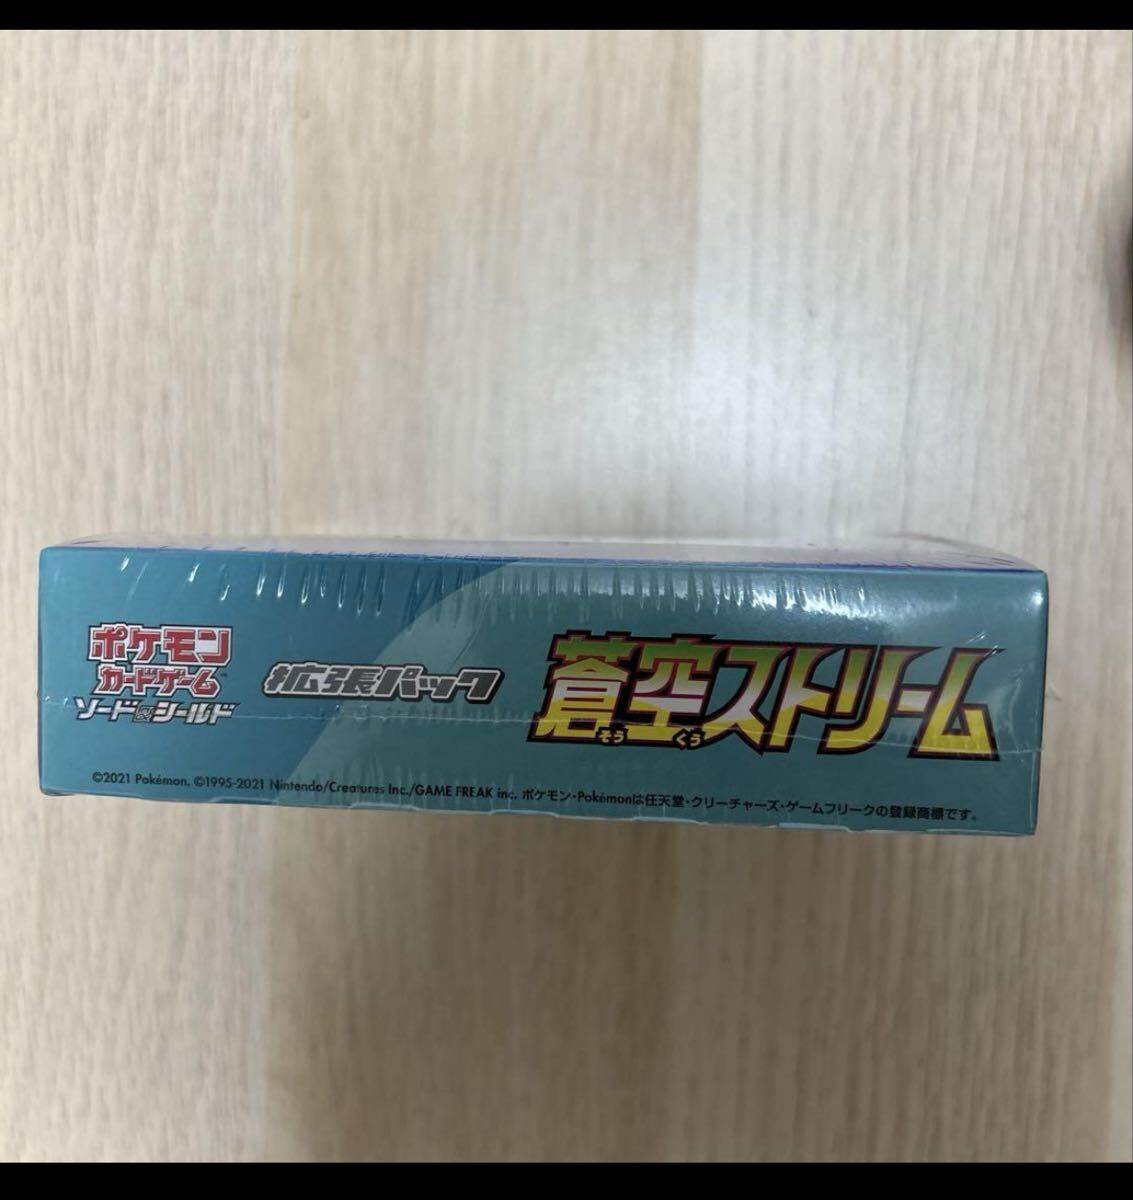 ポケモン
カードゲーム™
ソード&シールド
拡張パック
蒼空ストリーム
そう くう
©2021 Pokémon. ©1995-2021 Nintendo/Creatures Inc./GAME FREAK inc. ポケモン・Pokémonは任天堂・クリーチャーズ・ゲームフリークの登録商標です。